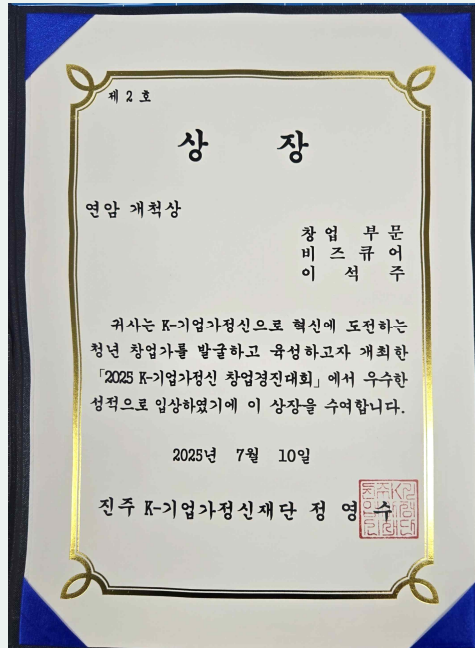 제 2 호
상 장
연암 개척상
창업 부문
비즈큐어
이 석 주
귀사는 K-기업가정신으로 혁신에 도전하는
청년 창업가를 발굴하고 육성하고자 개최한
「2025 K-기업가정신 창업경진대회」에서 우수한
성적으로 입상하였기에 이 상장을 수여합니다.
2025년 7월 10일
진주 K-기업가정신재단 정 영 수